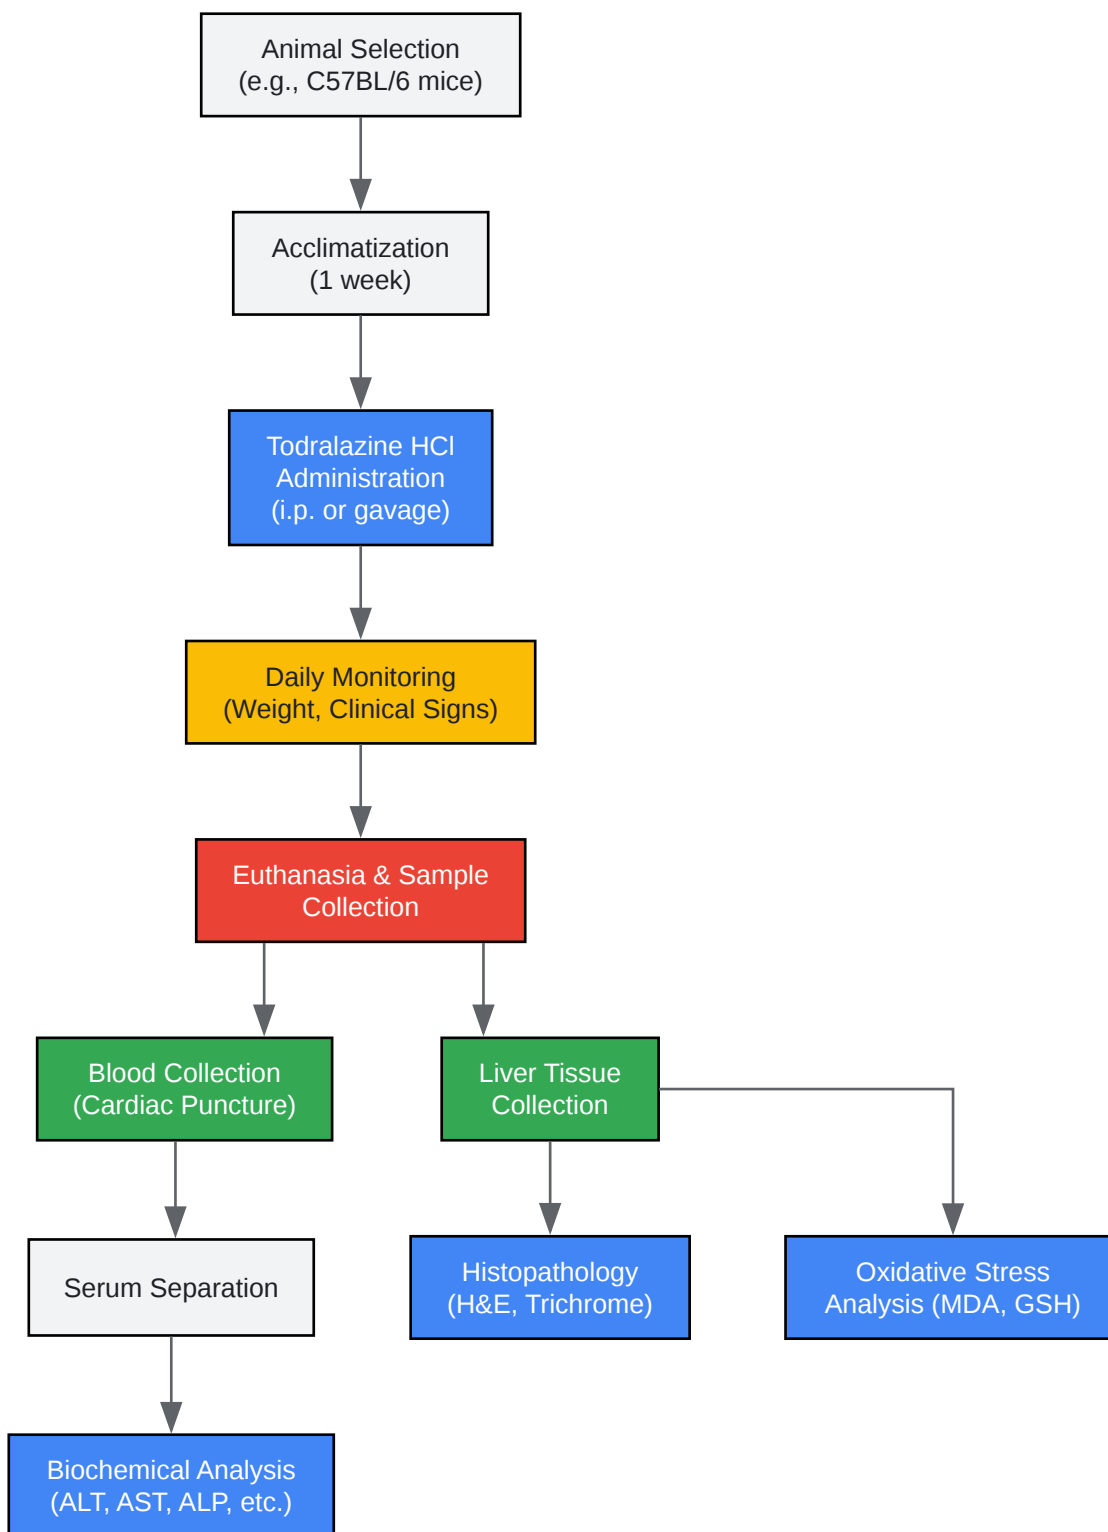 Animal Selection
(e.g., C57BL/6 mice)
Acclimatization
(1 week)
Todralazine HCl
Administration
(i.p. or gavage)
Daily Monitoring
(Weight, Clinical Signs)
Euthanasia & Sample
Collection
Blood Collection
(Cardiac Puncture)
Liver Tissue
Collection
Serum Separation
Histopathology
(H&E, Trichrome)
Oxidative Stress
Analysis (MDA, GSH)
Biochemical Analysis
(ALT, AST, ALP, etc.)